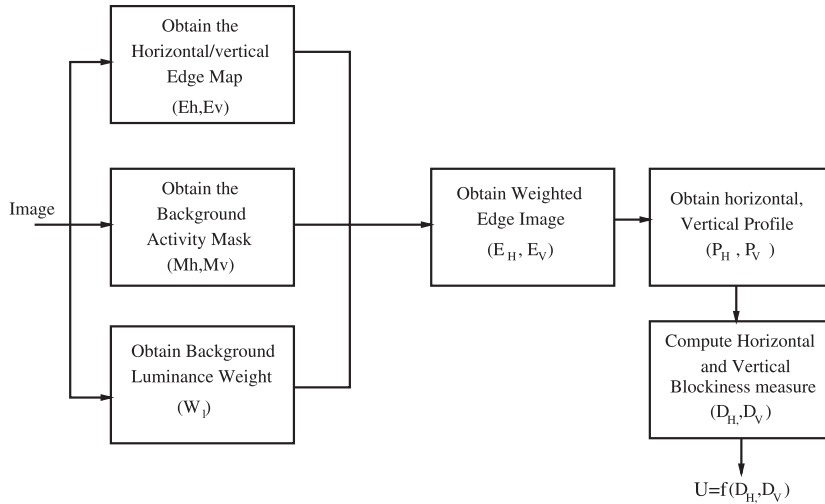 Obtain the
Horizontal/vertical
Edge Map
(Eh,Ev)
Image
Obtain the
Background
Activity Mask
(Mh,Mv)
Obtain Background
Luminance Weight
(W_l)
Obtain Weighted
Edge Image
(E_H, E_V)
Obtain horizontal,
Vertical Profile
(P_H, P_V)
Compute Horizontal
and Vertical
Blockiness measure
(D_H,D_V)
U=f(D_H,D_V)